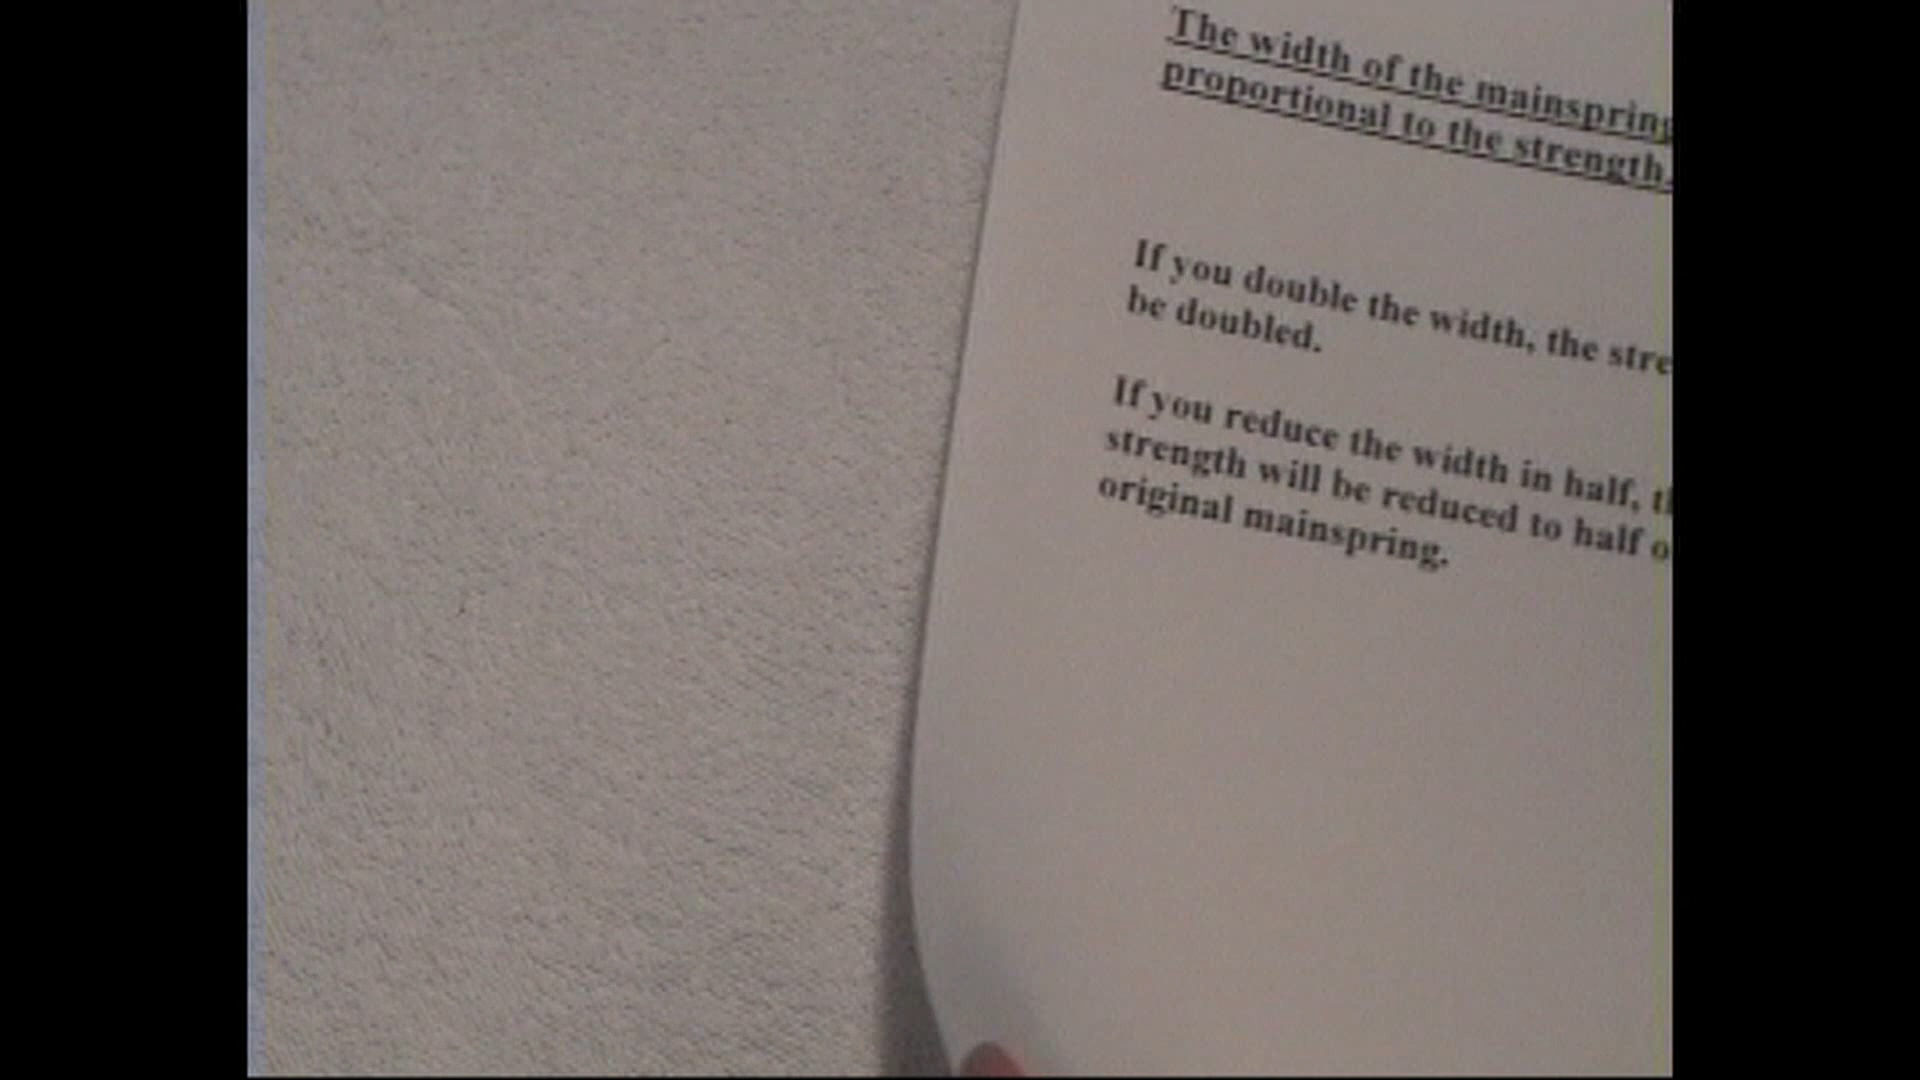 The width of the mainspring
proportional to the strength.
If you double the width, the
be doubled.
If you reduce the width in half,
strength will be reduced to half
original mainspring.